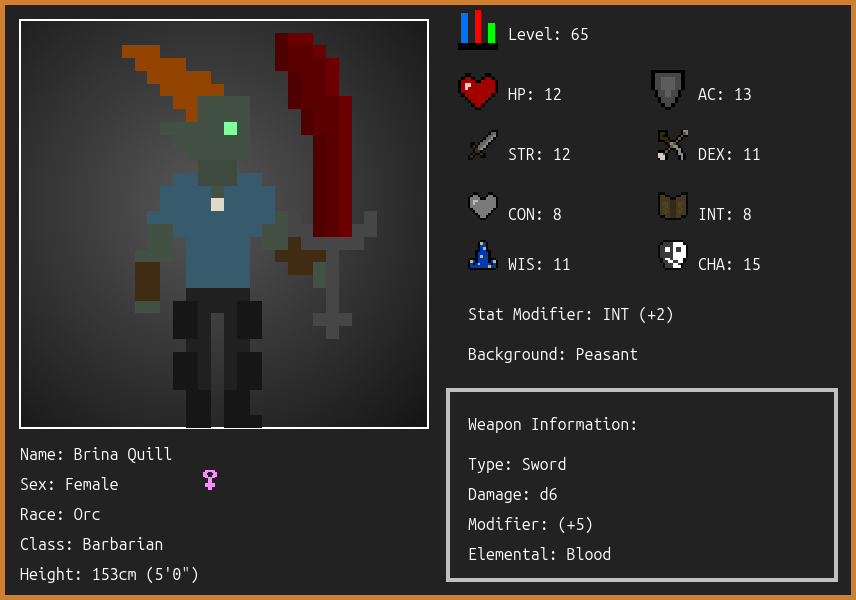 Level: 65
HP: 12
AC: 13
STR: 12
DEX: 11
CON: 8
INT: 8
WIS: 11
CHA: 15
Stat Modifier: INT (+2)
Background: Peasant
Weapon Information:
Type: Sword
Damage: d6
Modifier: (+5)
Elemental: Blood
Name: Brina Quill
Sex: Female
Race: Orc
Class: Barbarian
Height: 153cm (5'0")